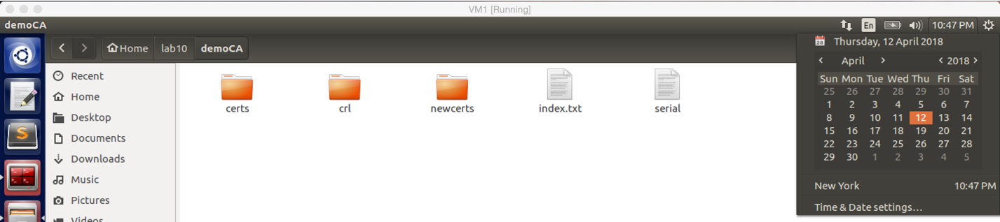 VM1 [Running]
demoCA
En
10:47 PM
Home
lab10
demoCA
Recent
Home
Desktop
Documents
Downloads
Music
Pictures
Videos
certs
crl
newcerts
index.txt
serial
28
Thursday, 12 April 2018
April
2018
Sun Mon Tue Wed Thu Fri Sat
25 26 27 28 29 30 31
1 2 3 4 5 6 7
8 9 10 11 12 13 14
15 16 17 18 19 20 21
22 23 24 25 26 27 28
29 30 1 2 3 4 5
New York 10:47 PM
Time & Date settings...